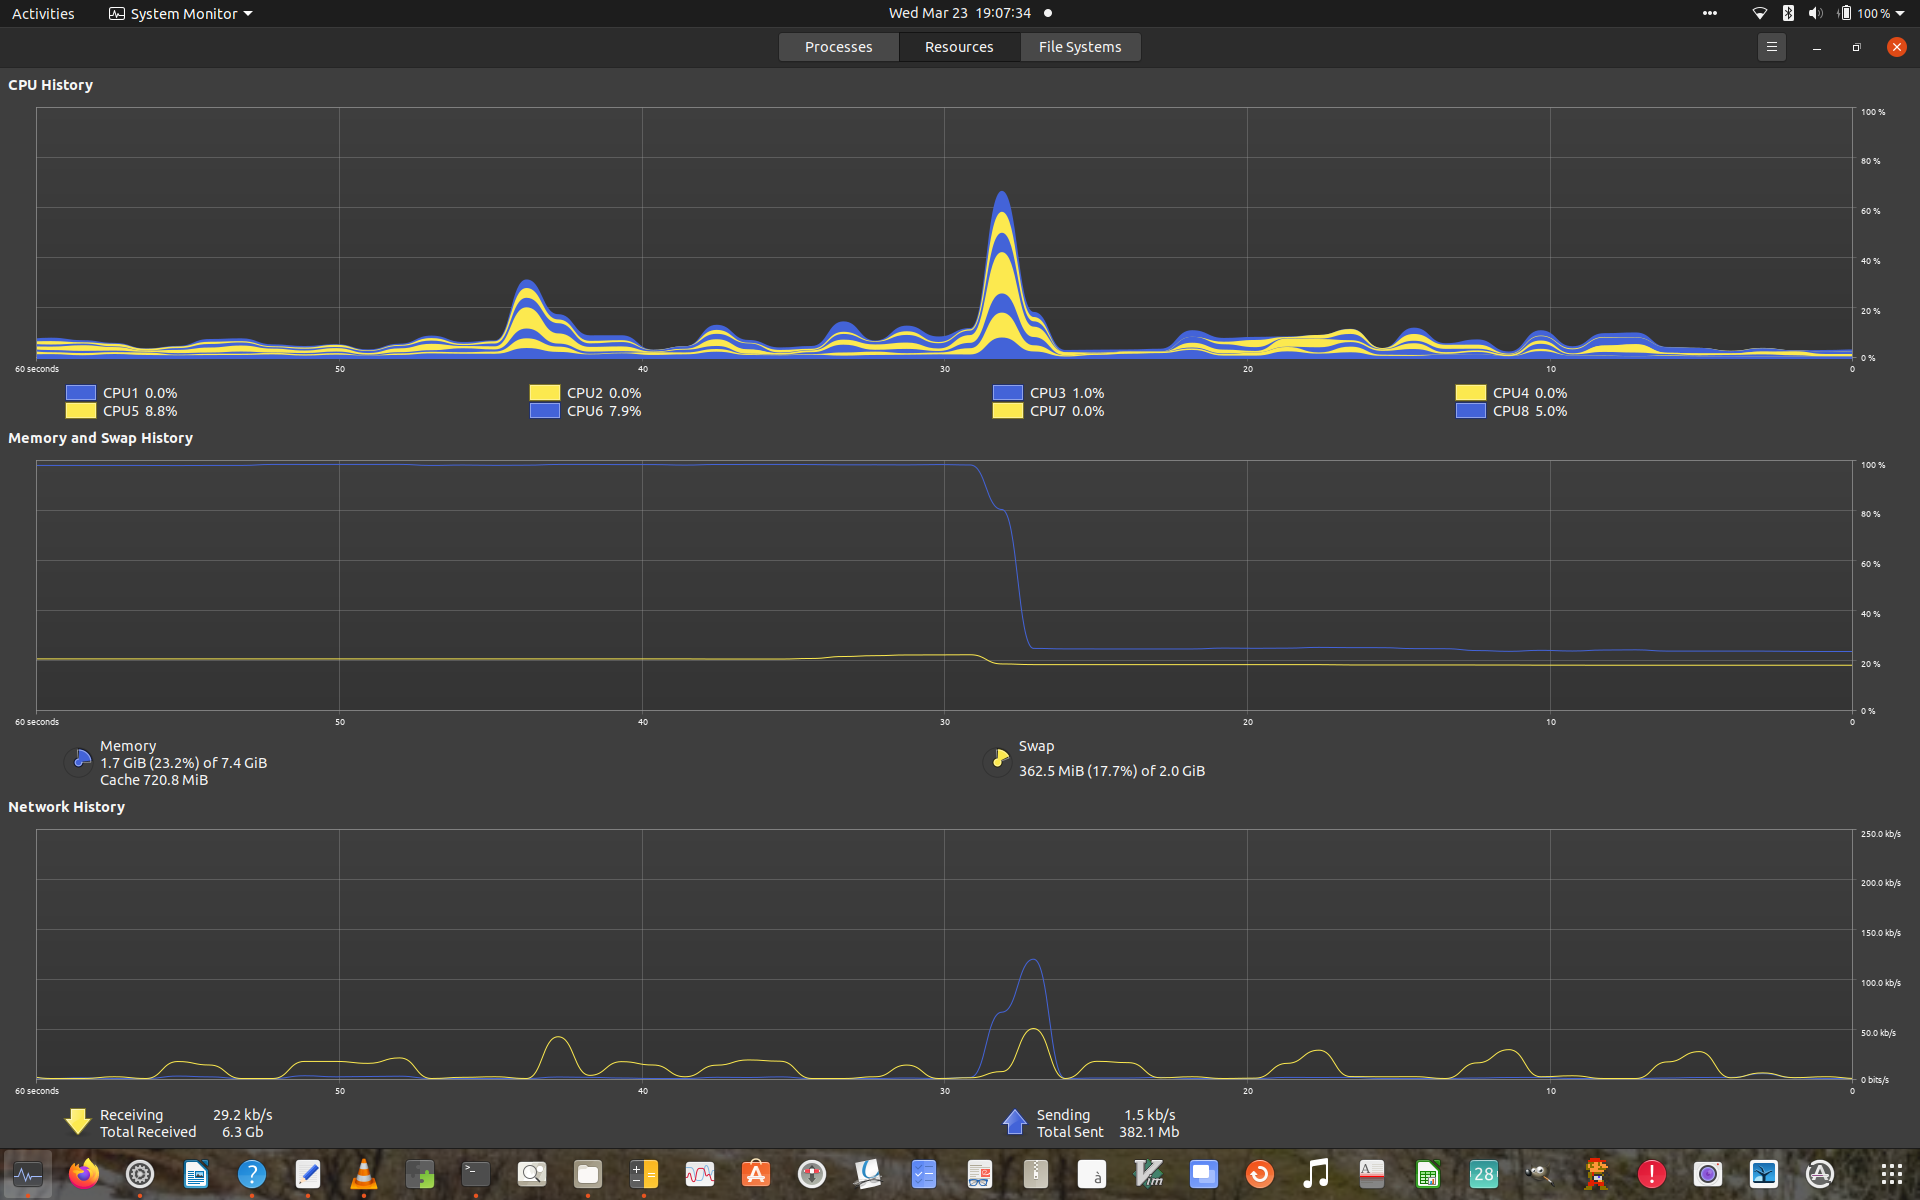 Activities System Monitor Wed Mar 23 19:07:34 100 %
Processes Resources File Systems
CPU History
100 %
80 %
60 %
40 %
20 %
0 %
60 seconds 50 40 30 20 10 0
CPU1 0.0% CPU2 0.0% CPU3 1.0% CPU4 0.0%
CPU5 8.8% CPU6 7.9% CPU7 0.0% CPU8 5.0%
Memory and Swap History
100 %
80 %
60 %
40 %
20 %
0 %
60 seconds 50 40 30 20 10 0
Memory Swap
1.7 GiB (23.2%) of 7.4 GiB 362.5 MiB (17.7%) of 2.0 GiB
Cache 720.8 MiB
Network History
250.0 kb/s
200.0 kb/s
150.0 kb/s
100.0 kb/s
50.0 kb/s
0 bits/s
60 seconds 50 40 30 20 10 0
Receiving 29.2 kb/s Sending 1.5 kb/s
Total Received 6.3 Gb Total Sent 382.1 Mb
? >_ à Vim A 28 !